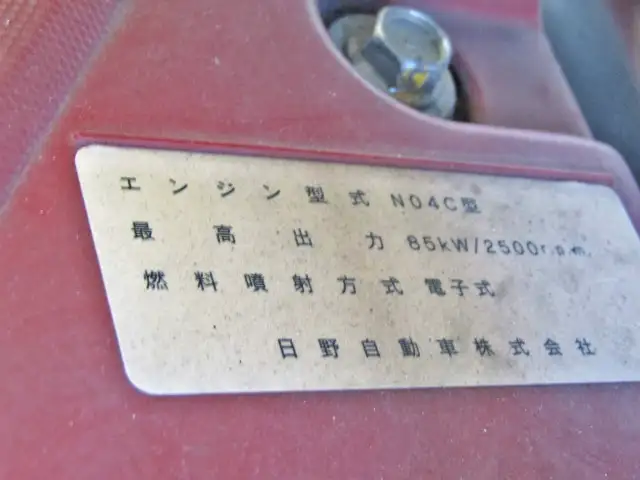 エンジン型式 N04C型
最高出力 85kW/2500r.p.m.
燃料噴射方式 電子式
日野自動車株式会社